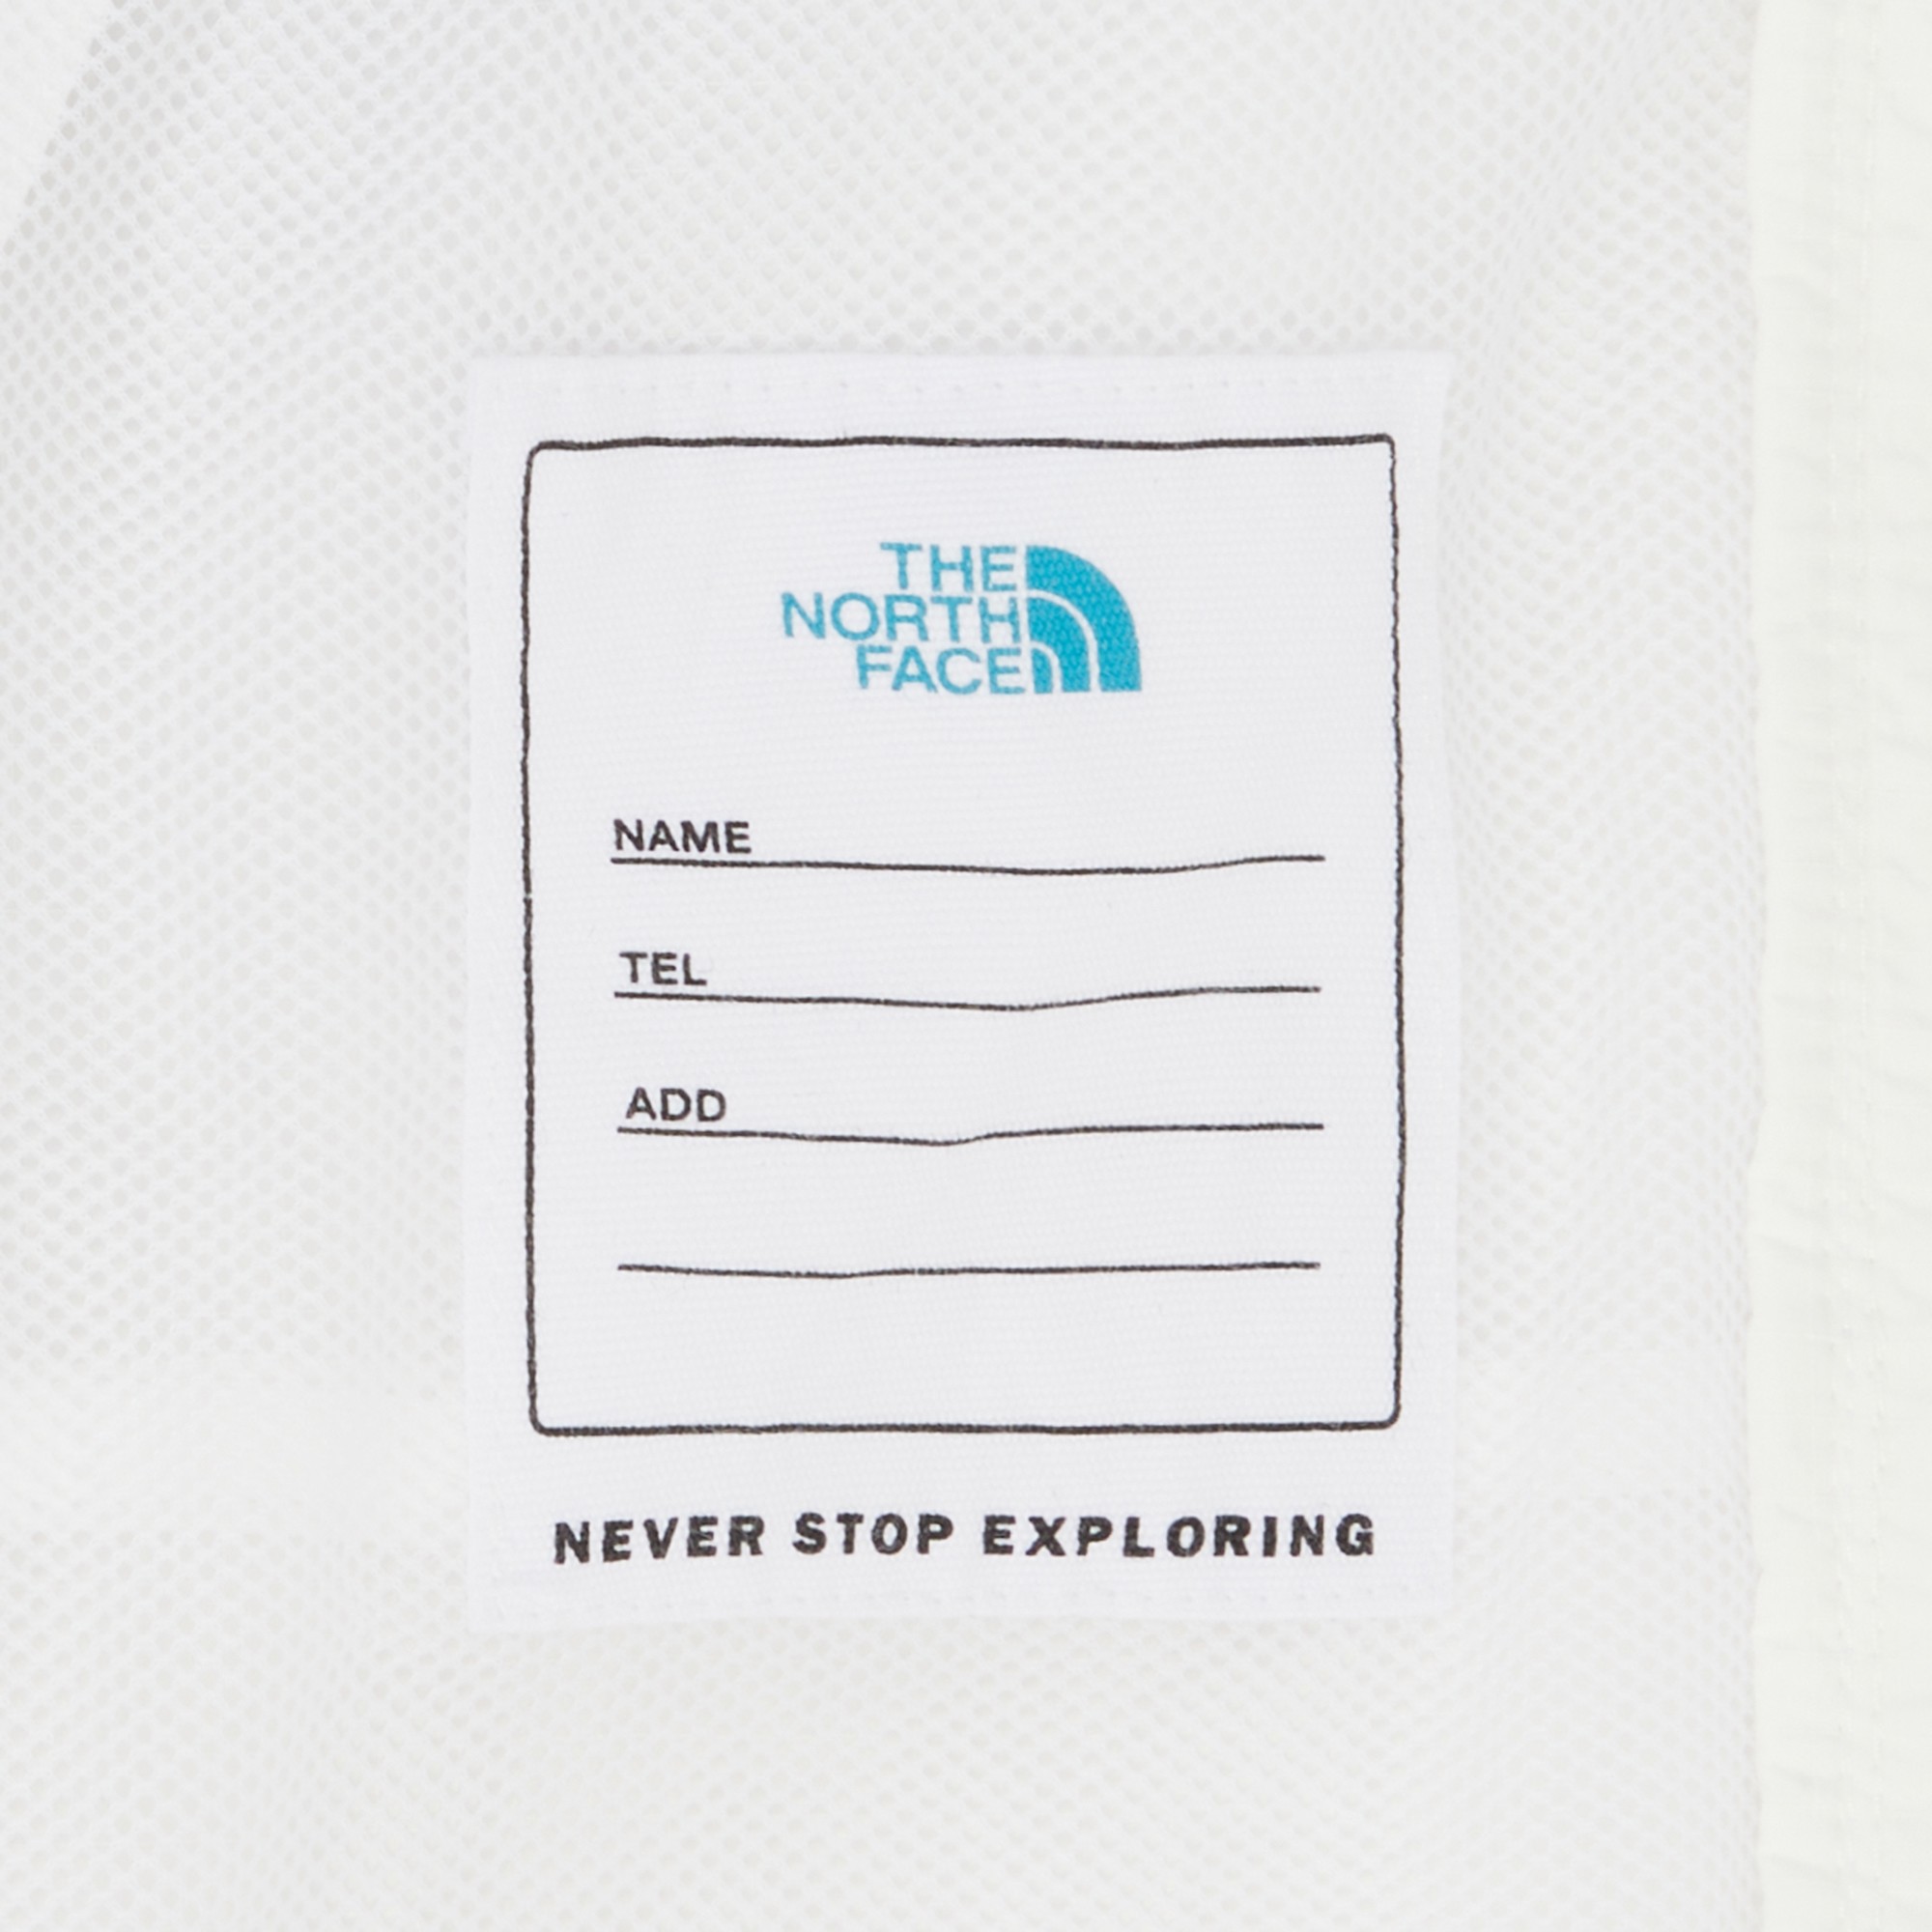 THE
NORTH
FACE
NAME
TEL
ADD
NEVER STOP EXPLORING